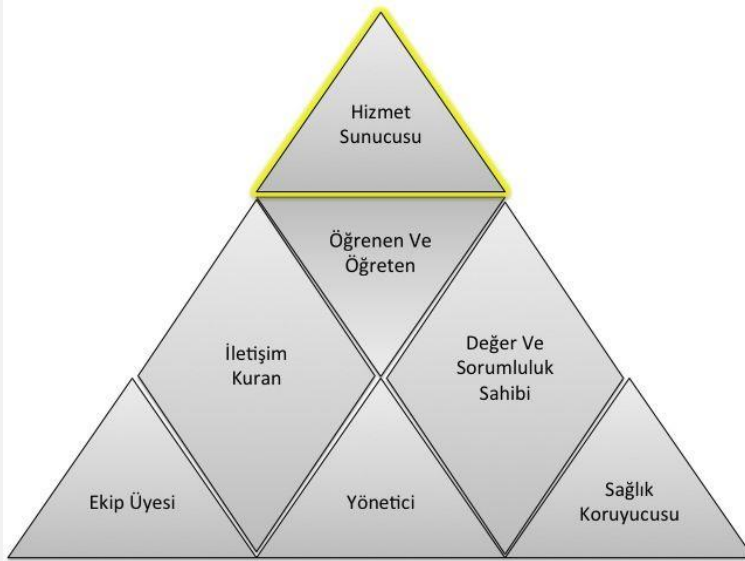 Hizmet
Sunucusu
Öğrenen Ve
Öğreten
İletişim
Kuran
Değer Ve
Sorumluluk
Sahibi
Ekip Üyesi
Yönetici
Sağlık
Koruyucusu